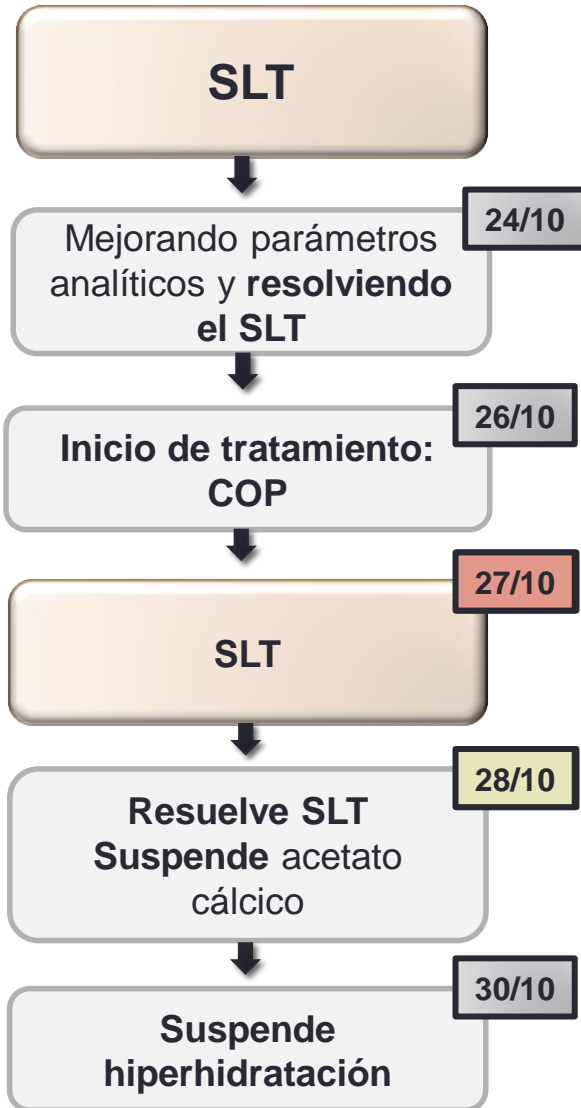 SLT
24/10
Mejorando parámetros
analíticos y resolviendo
el SLT
26/10
Inicio de tratamiento:
COP
27/10
SLT
28/10
Resuelve SLT
Suspende acetato
cálcico
30/10
Suspende
hiperhidratación